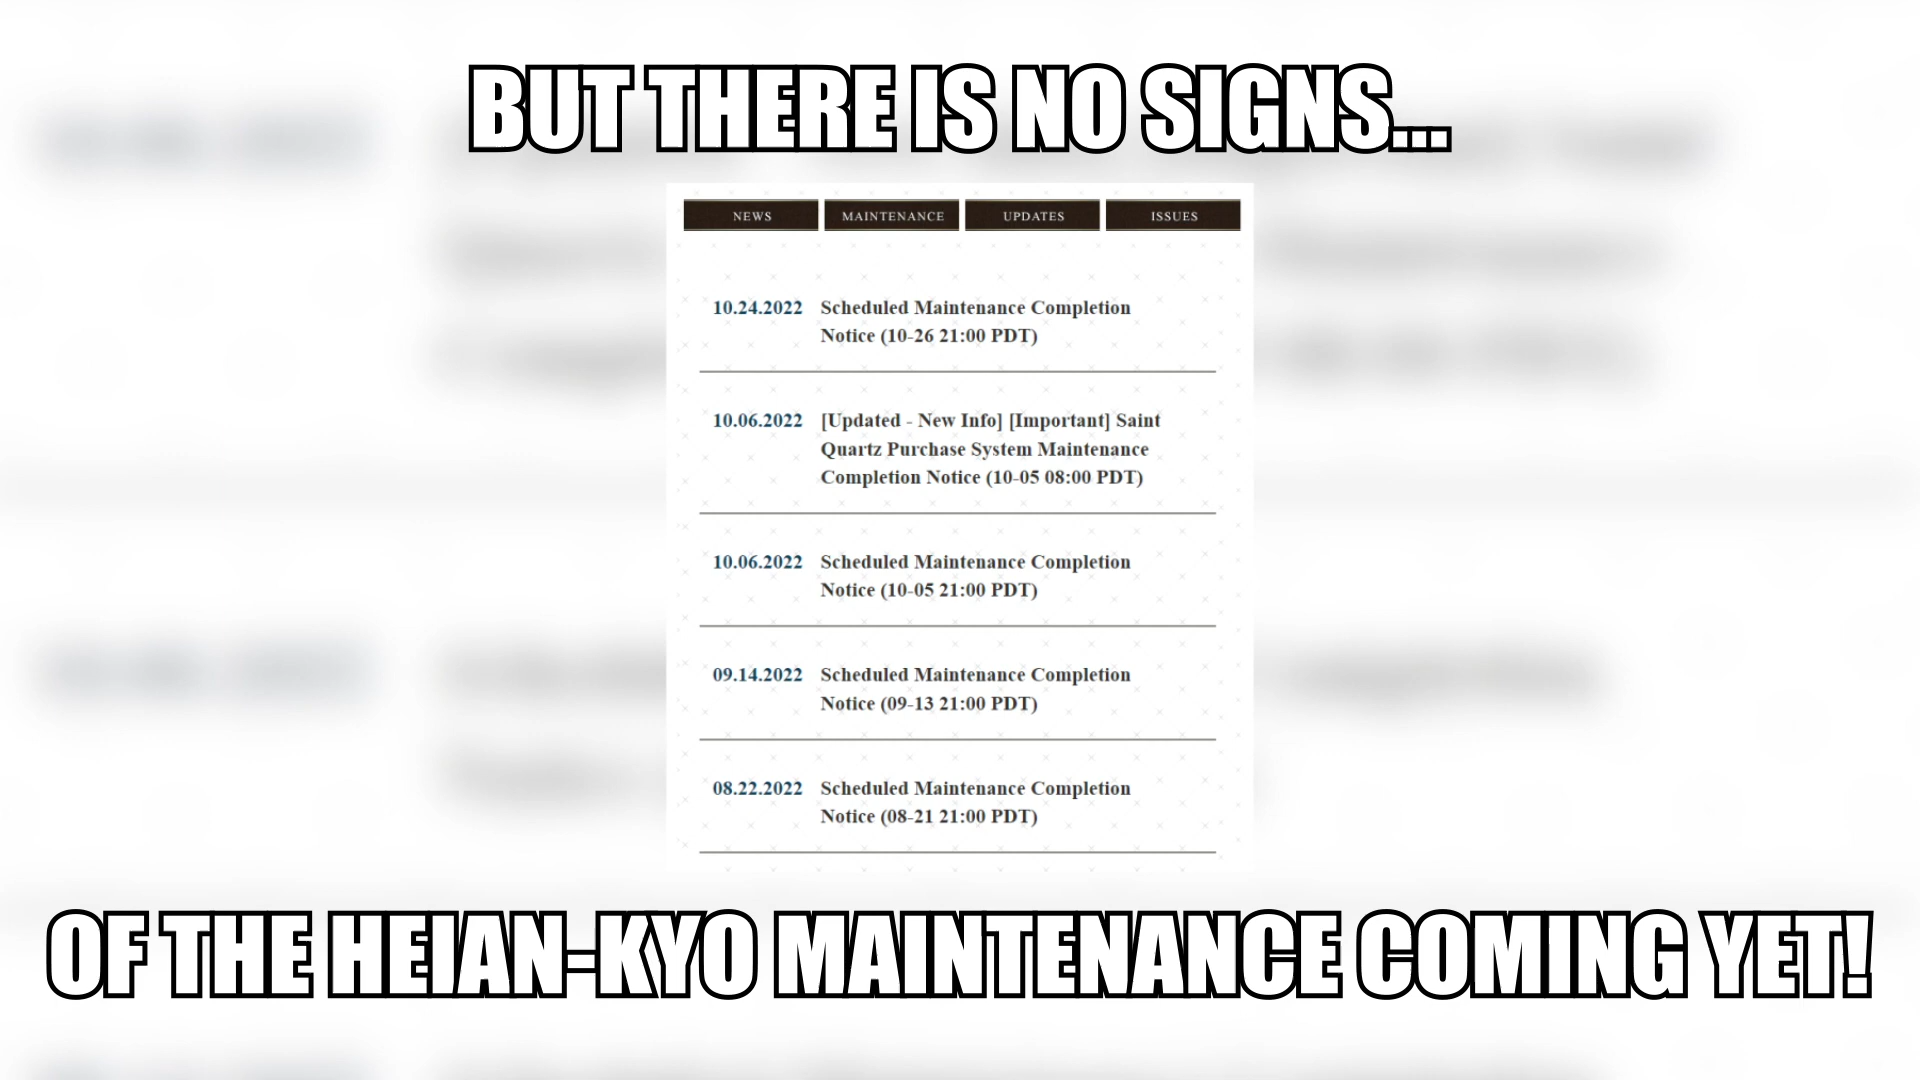 BUT THERE IS NO SIGNS...
NEWS MAINTENANCE UPDATES ISSUES
10.24.2022 Scheduled Maintenance Completion
Notice (10-26 21:00 PDT)
10.06.2022 [Updated - New Info] [Important] Saint
Quartz Purchase System Maintenance
Completion Notice (10-05 08:00 PDT)
10.06.2022 Scheduled Maintenance Completion
Notice (10-05 21:00 PDT)
09.14.2022 Scheduled Maintenance Completion
Notice (09-13 21:00 PDT)
08.22.2022 Scheduled Maintenance Completion
Notice (08-21 21:00 PDT)
OF THE HEIAN-KYO MAINTENANCE COMING YET!